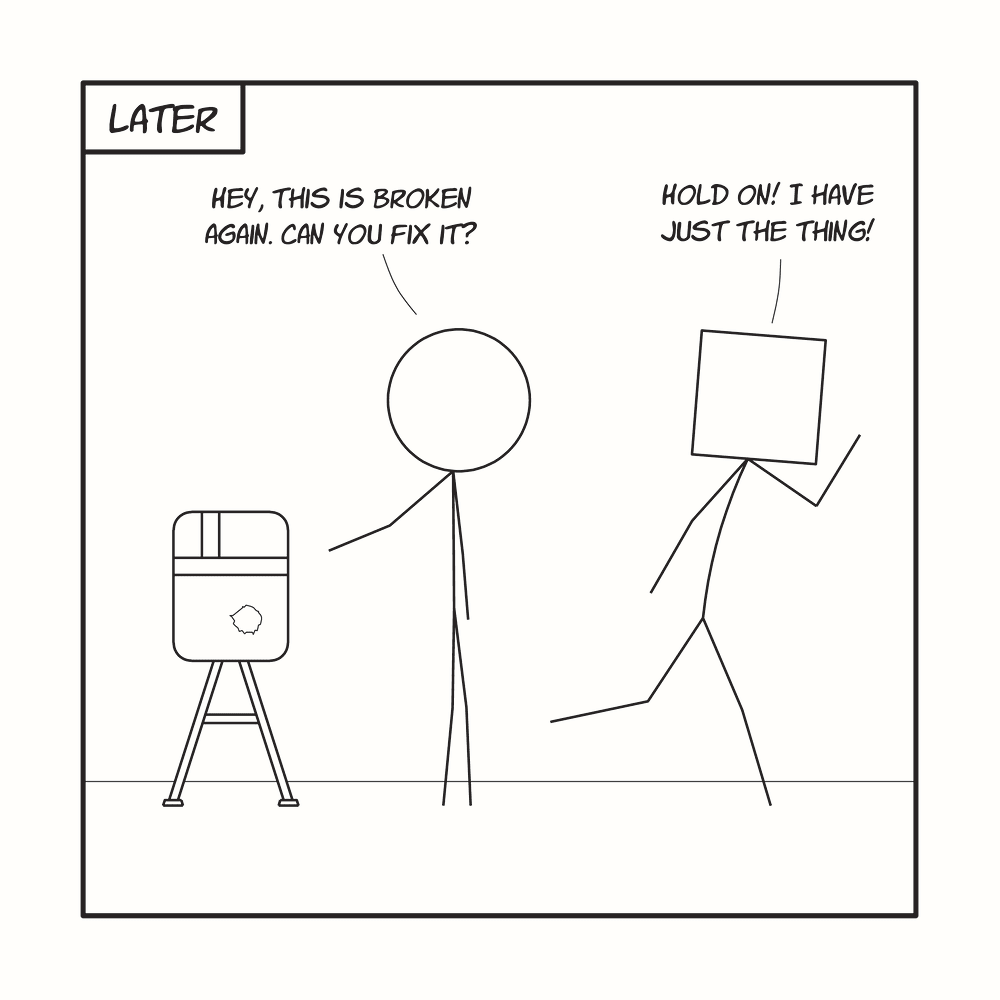 LATER
HEY, THIS IS BROKEN
AGAIN. CAN YOU FIX IT?
HOLD ON! I HAVE
JUST THE THING!